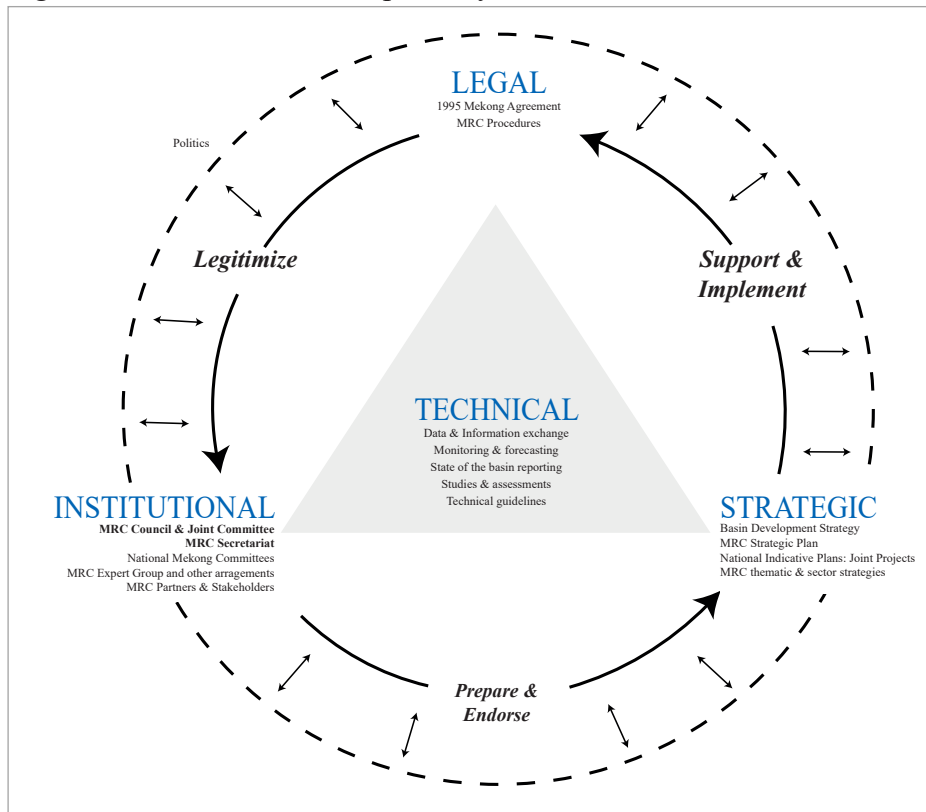 LEGAL
1995 Mekong Agreement
MRC Procedures
Politics
Legitimize
Support &
Implement
TECHNICAL
Data & Information exchange
Monitoring & forecasting
State of the basin reporting
Studies & assessments
Technical guidelines
INSTITUTIONAL
MRC Council & Joint Committee
MRC Secretariat
National Mekong Committees
MRC Expert Group and other arragements
MRC Partners & Stakeholders
STRATEGIC
Basin Development Strategy
MRC Strategic Plan
National Indicative Plans: Joint Projects
MRC thematic & sector strategies
Prepare &
Endorse